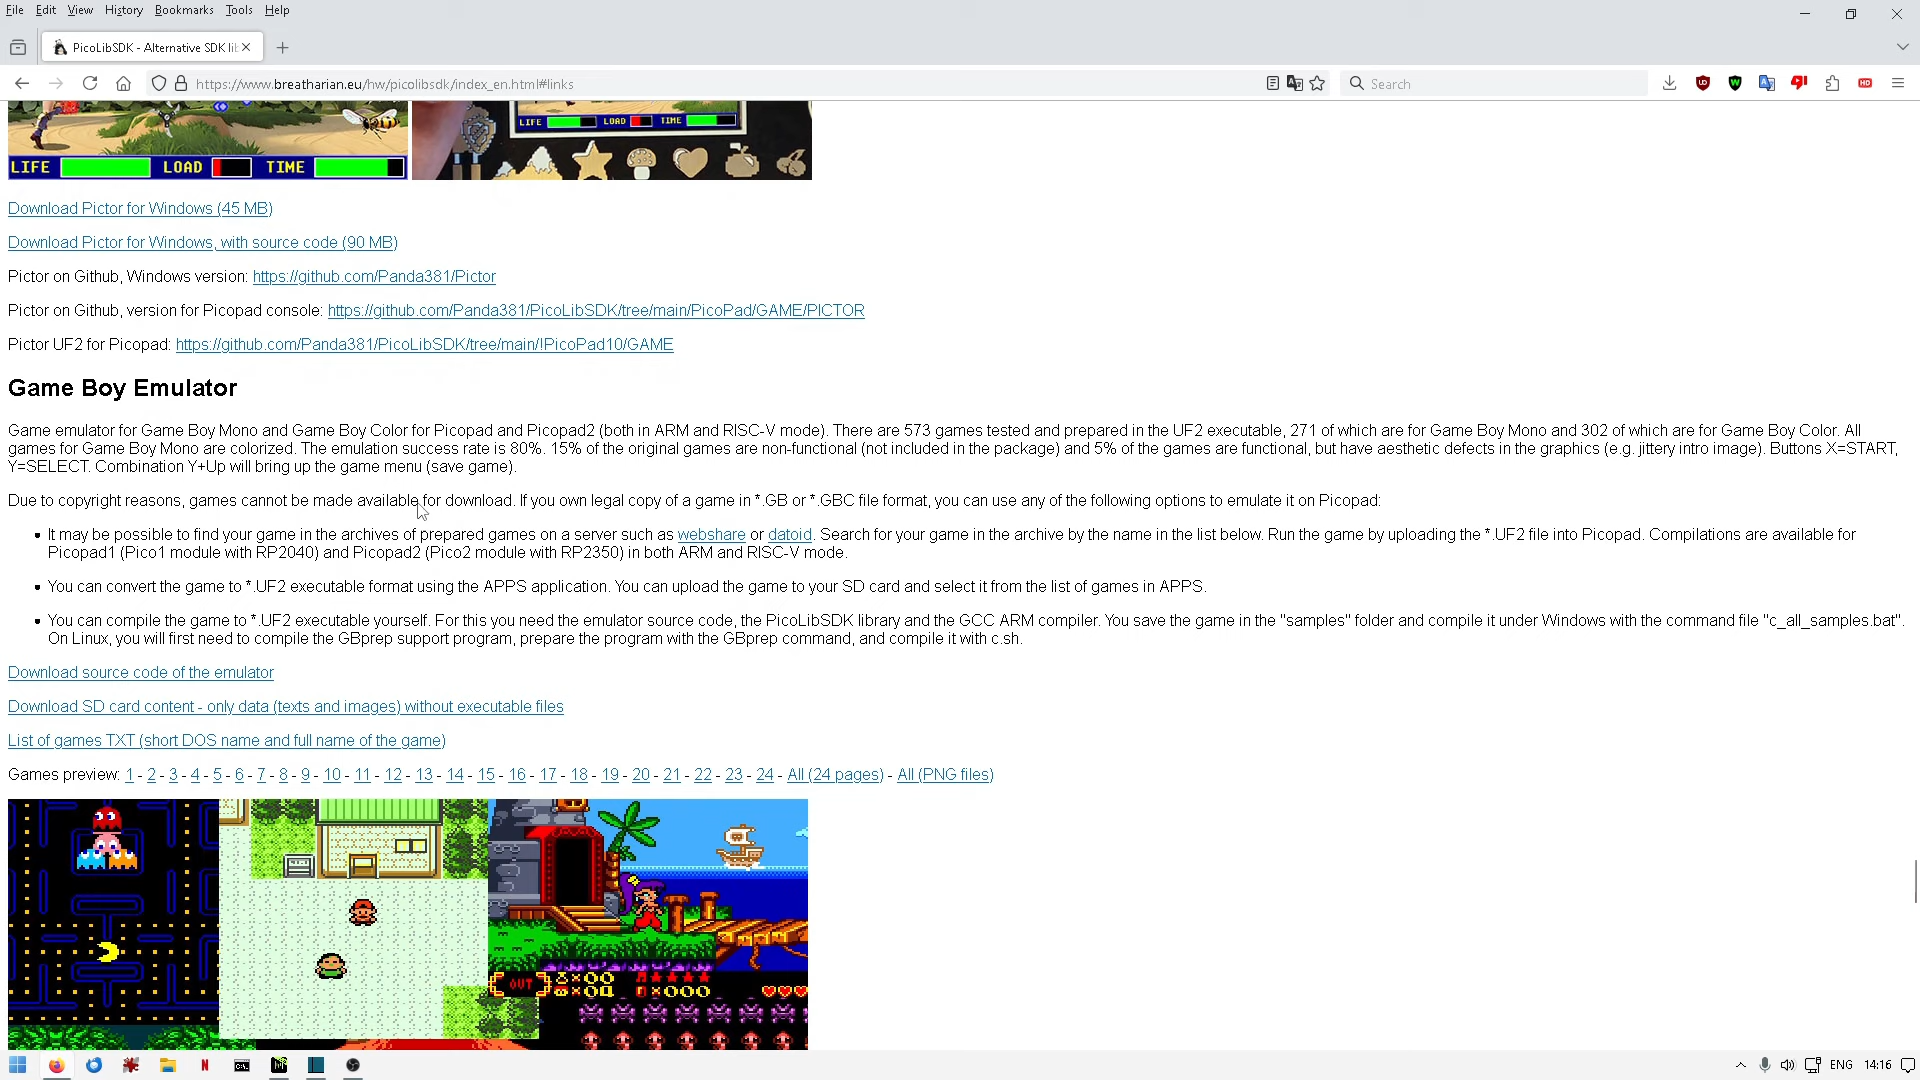 File Edit View History Bookmarks Tools Help
PicoLibSDK - Alternative SDK lib
https://www.breatharian.eu/hw/picolibsdk/index_en.html#links
Search
LIFE LOAD TIME
LIFE LOAD TIME
Download Pictor for Windows (45 MB)
Download Pictor for Windows, with source code (90 MB)
Pictor on Github, Windows version: https://github.com/Panda381/Pictor
Pictor on Github, version for Picopad console: https://github.com/Panda381/PicoLibSDK/tree/main/PicoPad/GAME/PICTOR
Pictor UF2 for Picopad: https://github.com/Panda381/PicoLibSDK/tree/main/!PicoPad10/GAME
Game Boy Emulator
Game emulator for Game Boy Mono and Game Boy Color for Picopad and Picopad2 (both in ARM and RISC-V mode). There are 573 games tested and prepared in the UF2 executable, 271 of which are for Game Boy Mono and 302 of which are for Game Boy Color. All
games for Game Boy Mono are colorized. The emulation success rate is 80%. 15% of the original games are non-functional (not included in the package) and 5% of the games are functional, but have aesthetic defects in the graphics (e.g. jittery intro image). Buttons X=START,
Y=SELECT. Combination Y+Up will bring up the game menu (save game).
Due to copyright reasons, games cannot be made available for download. If you own legal copy of a game in *.GB or *.GBC file format, you can use any of the following options to emulate it on Picopad:
• It may be possible to find your game in the archives of prepared games on a server such as webshare or datoid. Search for your game in the archive by the name in the list below. Run the game by uploading the *.UF2 file into Picopad. Compilations are available for
Picopad1 (Pico1 module with RP2040) and Picopad2 (Pico2 module with RP2350) in both ARM and RISC-V mode.
• You can convert the game to *.UF2 executable format using the APPS application. You can upload the game to your SD card and select it from the list of games in APPS.
• You can compile the game to *.UF2 executable yourself. For this you need the emulator source code, the PicoLibSDK library and the GCC ARM compiler. You save the game in the "samples" folder and compile it under Windows with the command file "c_all_samples.bat".
On Linux, you will first need to compile the GBprep support program, prepare the program with the GBprep command, and compile it with c.sh.
Download source code of the emulator
Download SD card content - only data (texts and images) without executable files
List of games TXT (short DOS name and full name of the game)
Games preview: 1 - 2 - 3 - 4 - 5 - 6 - 7 - 8 - 9 - 10 - 11 - 12 - 13 - 14 - 15 - 16 - 17 - 18 - 19 - 20 - 21 - 22 - 23 - 24 - All (24 pages) - All (PNG files)
OUT ×00 ×000
×04
ENG 14:16